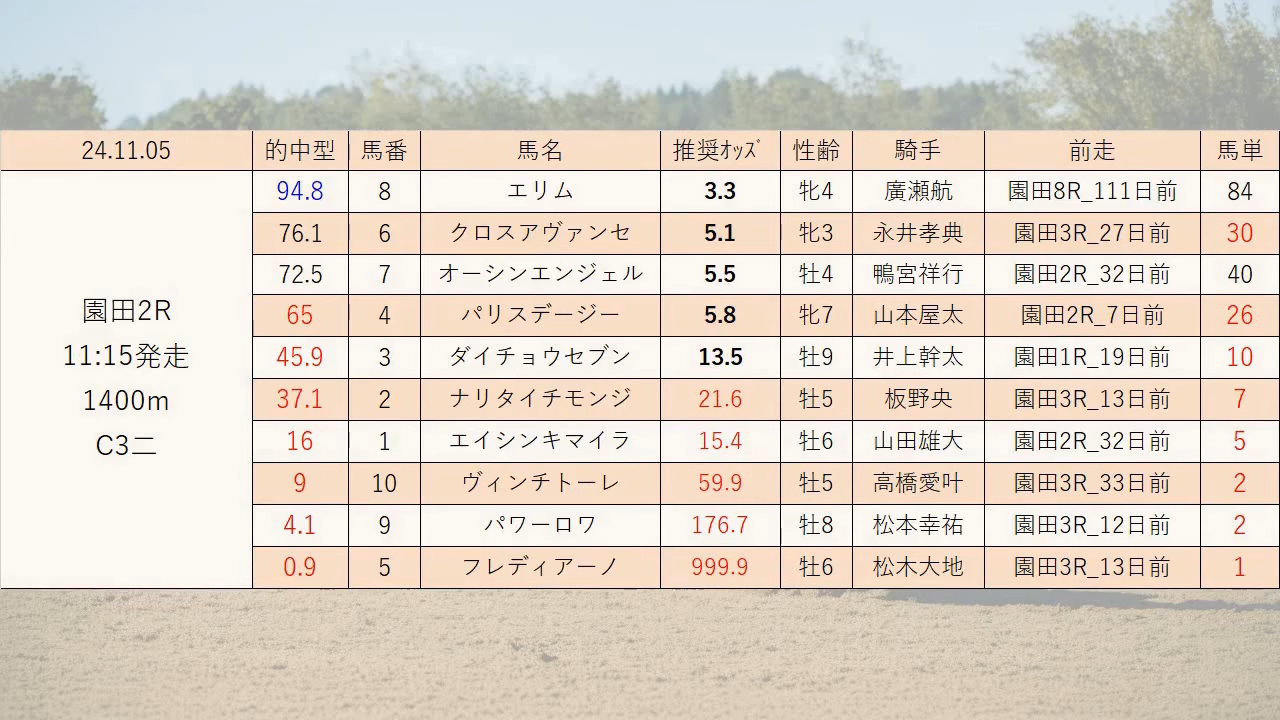 24.11.05 的中型 馬番 馬名 推奨ｵｯｽﾞ 性齢 騎手 前走 馬単
園田2R
11:15発走
1400m
C3二
94.8 8 エリム 3.3 牝4 廣瀬航 園田8R_111日前 84
76.1 6 クロスアヴァンセ 5.1 牝3 永井孝典 園田3R_27日前 30
72.5 7 オーシンエンジェル 5.5 牡4 鴨宮祥行 園田2R_32日前 40
65 4 パリスデージー 5.8 牝7 山本屋太 園田2R_7日前 26
45.9 3 ダイチョウセブン 13.5 牡9 井上幹太 園田1R_19日前 10
37.1 2 ナリタイチモンジ 21.6 牡5 板野央 園田3R_13日前 7
16 1 エイシンキマイラ 15.4 牡6 山田雄大 園田2R_32日前 5
9 10 ヴィンチトーレ 59.9 牡5 高橋愛叶 園田3R_33日前 2
4.1 9 パワーロワ 176.7 牡8 松本幸祐 園田3R_12日前 2
0.9 5 フレディアーノ 999.9 牡6 松木大地 園田3R_13日前 1